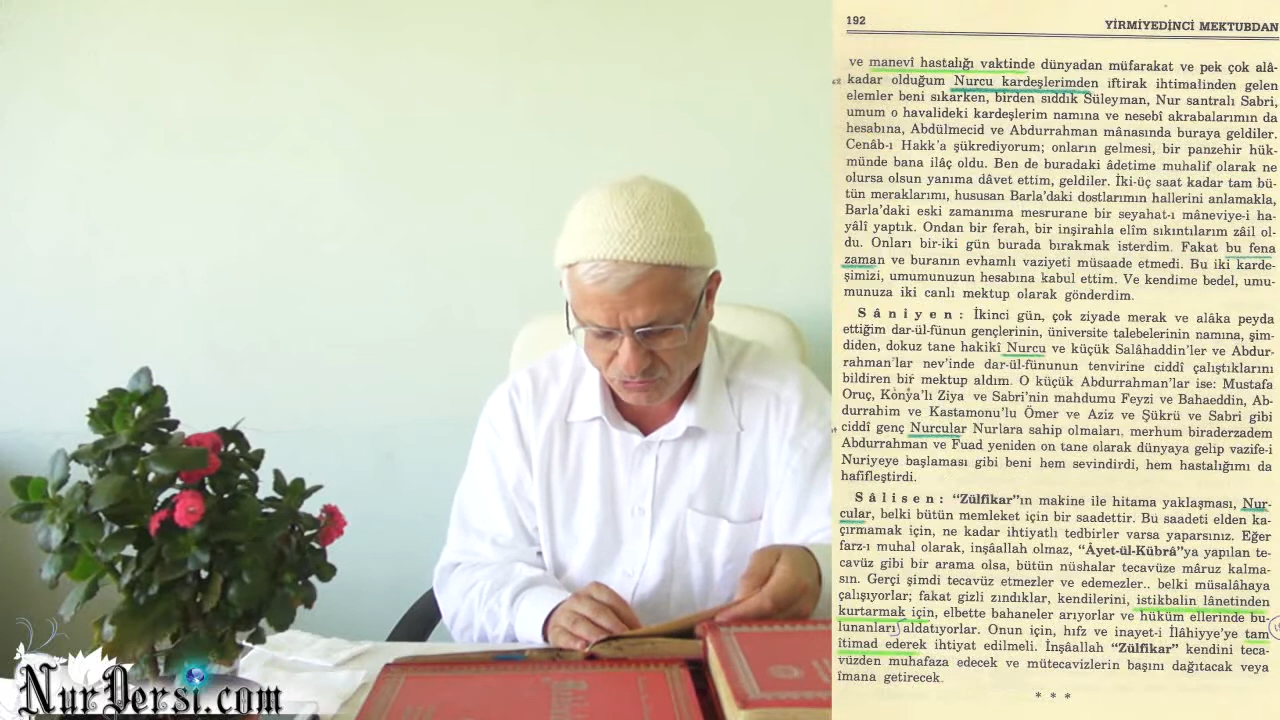 192
YİRMİYEDİNCİ MEKTUBDAN
ve manevî hastalığı vaktinde dünyadan müfarakat ve pek çok alâ-
kadar olduğum Nurcu kardeşlerimden iftirak ihtimalinden gelen
elemler beni sıkarken, birden sıddık Süleyman, Nur santralı Sabri,
umum o havalideki kardeşlerim namına ve nesebî akrabalarımın da
hesabına, Abdülmecid ve Abdurrahman mânasında buraya geldiler.
Cenâb-ı Hakk'a şükrediyorum; onların gelmesi, bir panzehir hük-
münde bana ilâç oldu. Ben de buradaki âdetime muhalif olarak ne
olursa olsun yanıma dâvet ettim, geldiler. İki-üç saat kadar tam bü-
tün meraklarımı, hususan Barla'daki dostlarımın hallerini anlamakla,
Barla'daki eski zamanıma mesrurane bir seyahat-ı mâneviye-i ha-
yâlî yaptık. Ondan bir ferah, bir inşirahla elîm sıkıntılarım zâil ol-
du. Onları bir-iki gün burada bırakmak isterdim. Fakat bu fena
zaman ve buranın evhamlı vaziyeti müsaade etmedi. Bu iki karde-
şimizi, umumunuzun hesabına kabul ettim. Ve kendime bedel, umu-
munuza iki canlı mektup olarak gönderdim.
Sâniyen: İkinci gün, çok ziyade merak ve alâka peyda
ettiğim dar-ül-fünun gençlerinin, üniversite talebelerinin namına, şim-
diden, dokuz tane hakikî Nurcu ve küçük Salâhaddin'ler ve Abdur-
rahman'lar nev'inde dar-ül-fünunun tenvirine ciddî çalıştıklarını
bildiren bir mektup aldım. O küçük Abdurrahman'lar ise: Mustafa
Oruç, Konya'lı Ziya ve Sabri'nin mahdumu Feyzi ve Bahaeddin, Ab-
durrahim ve Kastamonu'lu Ömer ve Aziz ve Şükrü ve Sabri gibi
ciddî genç Nurcular Nurlara sahip olmaları, merhum biraderzadem
Abdurrahman ve Fuad yeniden on tane olarak dünyaya gelip vazife-i
Nuriyeye başlaması gibi beni hem sevindirdi, hem hastalığımı da
hafifleştirdi.
Sâlisen: "Zülfikar"ın makine ile hitama yaklaşması, Nur-
cular, belki bütün memleket için bir saadettir. Bu saadeti elden ka-
çırmamak için, ne kadar ihtiyatlı tedbirler varsa yaparsınız. Eğer
farz-ı muhal olarak, inşâallah olmaz, "Âyet-ül-Kübrâ"ya yapılan te-
cavüz gibi bir arama olsa, bütün nüshalar tecavüze mâruz kalma-
sın. Gerçi şimdi tecavüz etmezler ve edemezler.. belki müsalâhaya
çalışıyorlar; fakat gizli zındıklar, kendilerini, istikbalin lânetinden
kurtarmak için, elbette bahaneler arıyorlar ve hüküm ellerinde bu-
lunanları aldatıyorlar. Onun için, hıfz ve inayet-i İlâhiyye'ye tam
îtimad ederek ihtiyat edilmeli. İnşâallah "Zülfikar" kendini teca-
vüzden muhafaza edecek ve mütecavizlerin başını dağıtacak veya
îmana getirecek.
* * *
NurDersi.com